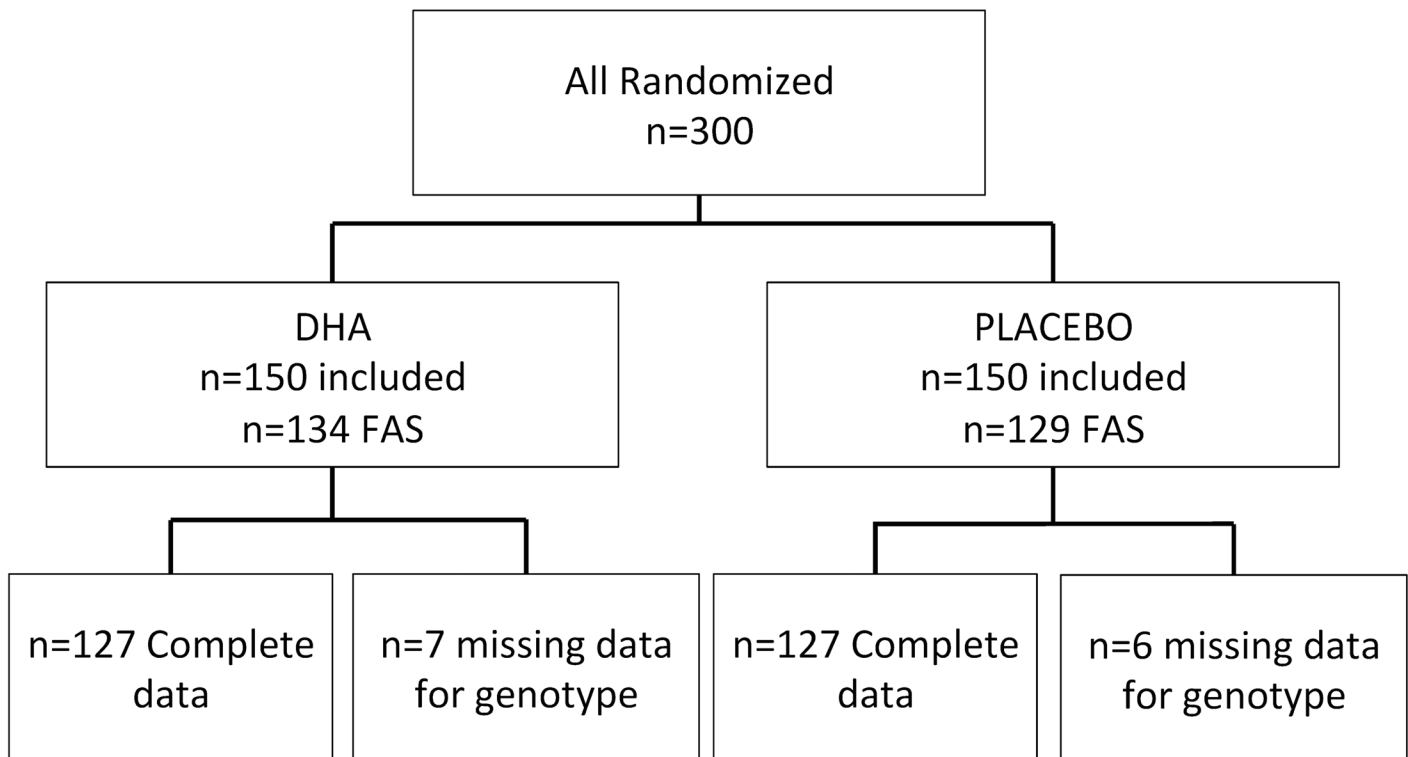 All Randomized
n=300
DHA
n=150 included
n=134 FAS
PLACEBO
n=150 included
n=129 FAS
n=127 Complete
data
n=7 missing data
for genotype
n=127 Complete
data
n=6 missing data
for genotype